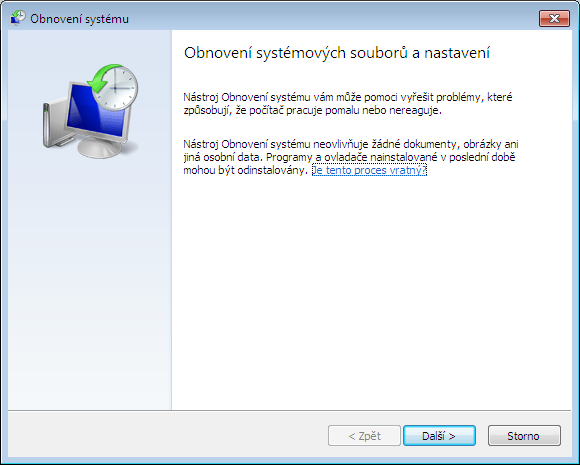 Obnovení systému
Obnovení systémových souborů a nastavení
Nástroj Obnovení systému vám může pomoci vyřešit problémy, které
způsobují, že počítač pracuje pomalu nebo nereaguje.
Nástroj Obnovení systému neovlivňuje žádné dokumenty, obrázky ani
jiná osobní data. Programy a ovladače nainstalované v poslední době
mohou být odinstalovány. Je tento proces vratný?
< Zpět
Další >
Storno